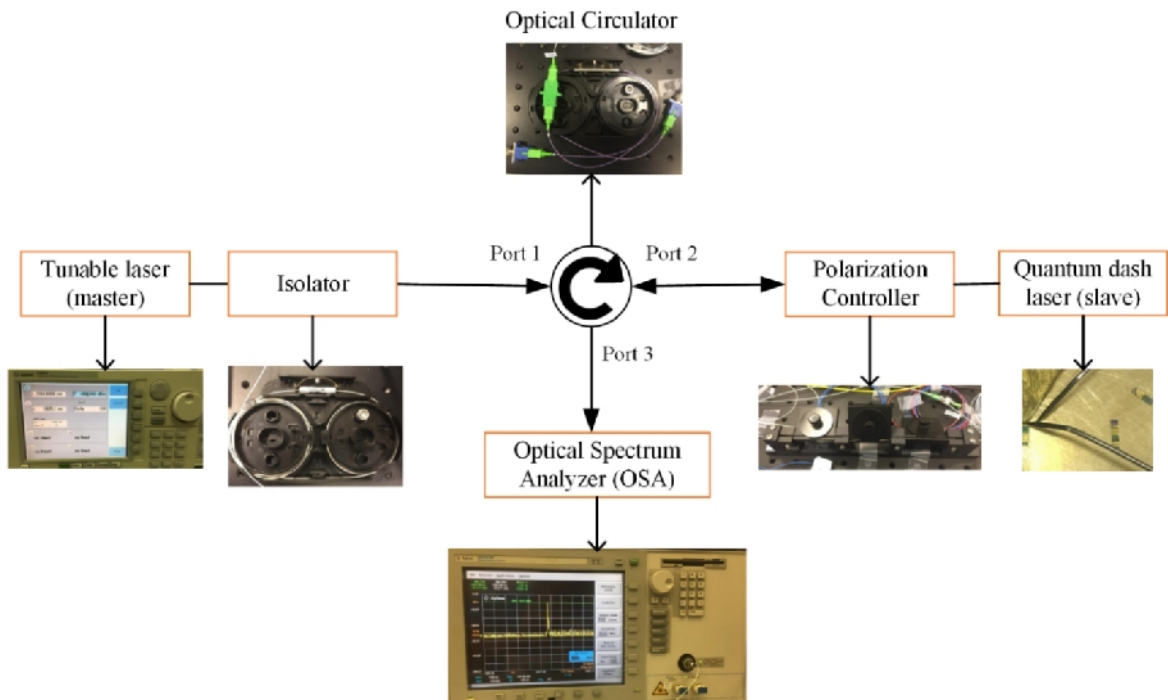 Optical Circulator
Port 1
Port 2
Tunable laser
(master)
Isolator
Polarization
Controller
Quantum dash
laser (slave)
Port 3
Optical Spectrum
Analyzer (OSA)